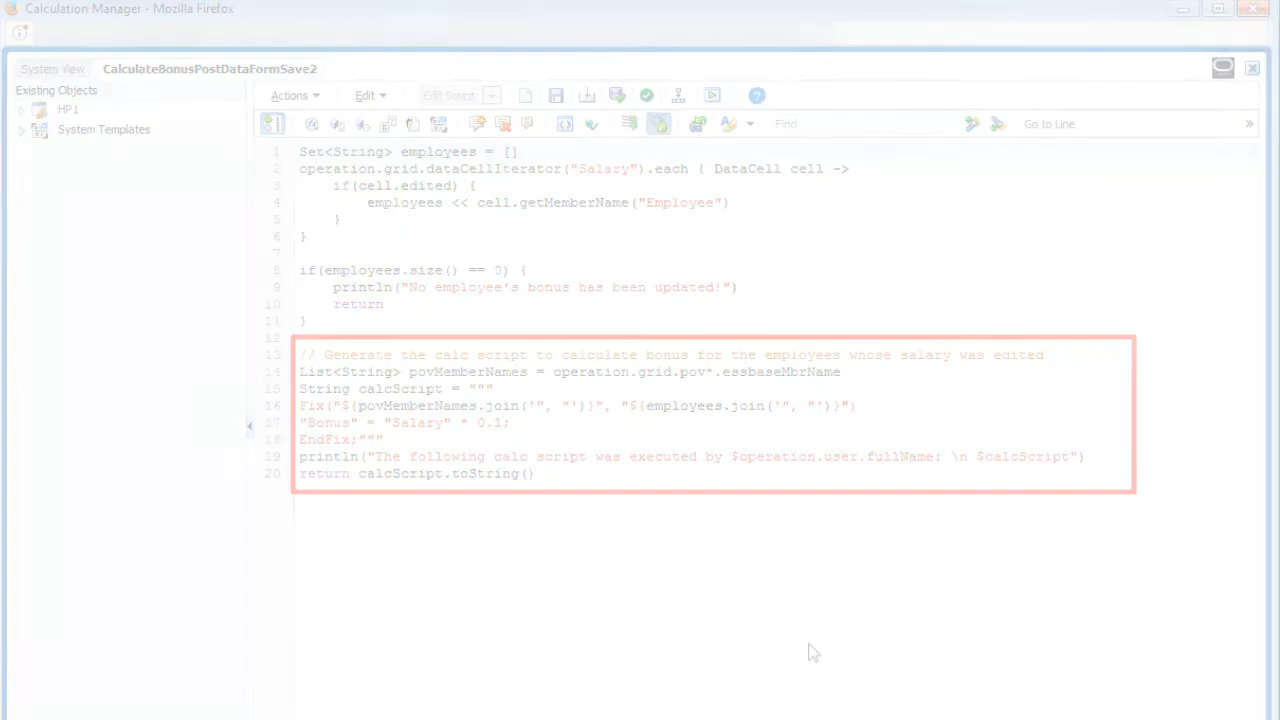 Calculation Manager - Mozilla Firefox
System View
CalculateBonusPostDataFormSave2
Existing Objects
HP1
System Templates
Actions
Edit
Edit Script
Find
Go to Line
»
1 Set<String> employees = []
2 operation.grid.dataCellIterator("Salary").each { DataCell cell ->
3 if(cell.edited) {
4 employees << cell.getMemberName("Employee")
5 }
6 }
7
8 if(employees.size() == 0) {
9 println("No employee's bonus has been updated!")
10 return
11 }
12
13 // Generate the calc script to calculate bonus for the employees whose salary was edited
14 List<String> povMemberNames = operation.grid.pov*.essbaseMbrName
15 String calcScript = """
16 Fix("${povMemberNames.join('", "')}", "${employees.join('", "')}")
17 "Bonus" = "Salary" * 0.1;
18 EndFix;"""
19 println("The following calc script was executed by $operation.user.fullName: \n $calcScript")
20 return calcScript.toString()